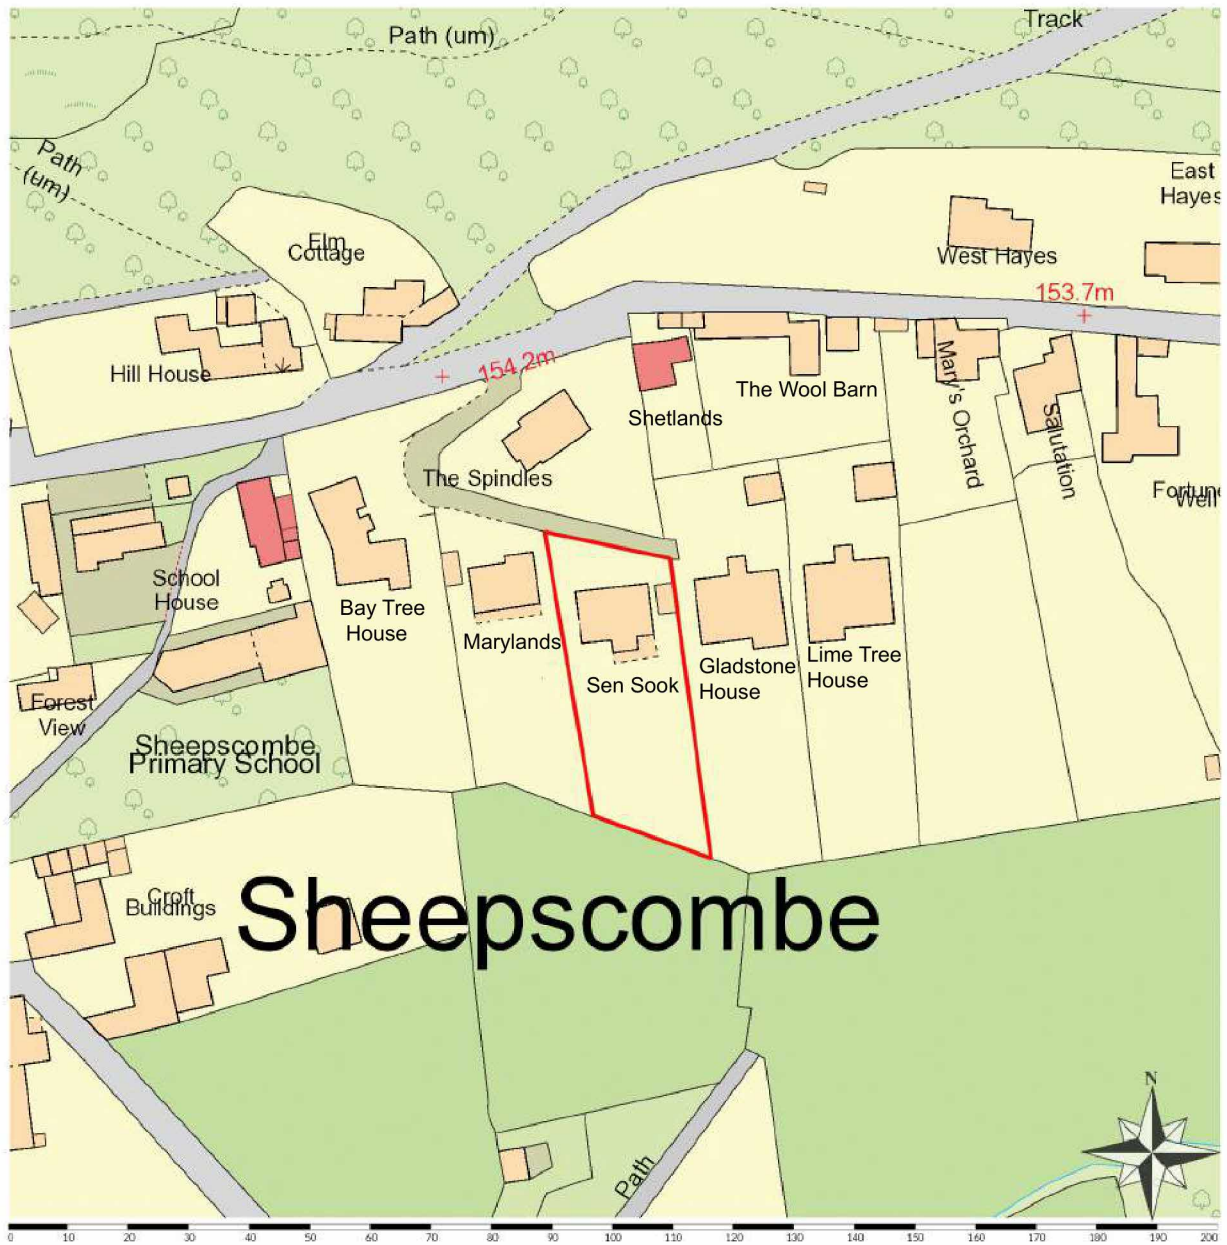 Track
Path (um)
Path
(um)
East
Hayes
Elm
Cottage
West Hayes
153.7m
154.2m
Hill House
The Wool Barn
Shetlands
Mary's Orchard
Salutation
The Spindles
Fortune
Well
School
House
Bay Tree
House
Marylands
Sen Sook
Gladstone
House
Lime Tree
House
Forest
View
Sheepscombe
Primary School
Croft
Buildings
Sheepscombe
Path
N
0 10 20 30 40 50 60 70 80 90 100 110 120 130 140 150 160 170 180 190 200